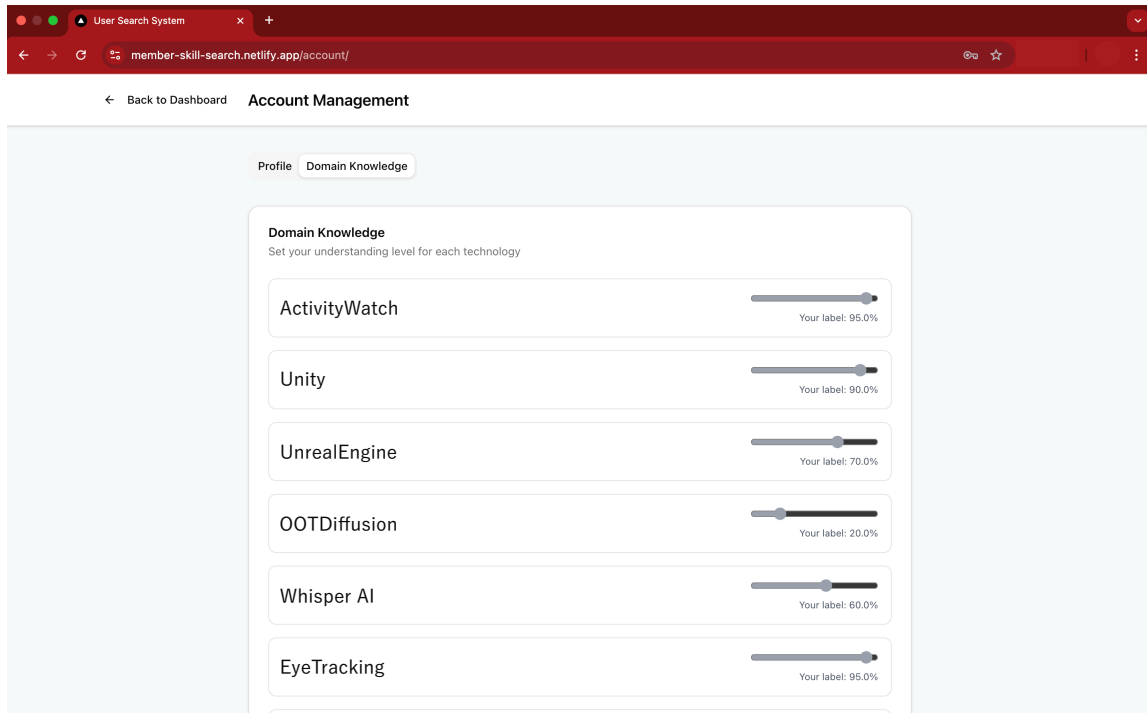 User Search System
member-skill-search.netlify.app/account/
Back to Dashboard
Account Management
Profile
Domain Knowledge
Domain Knowledge
Set your understanding level for each technology
ActivityWatch
Your label: 95.0%
Unity
Your label: 90.0%
UnrealEngine
Your label: 70.0%
OOTDiffusion
Your label: 20.0%
Whisper AI
Your label: 60.0%
EyeTracking
Your label: 95.0%